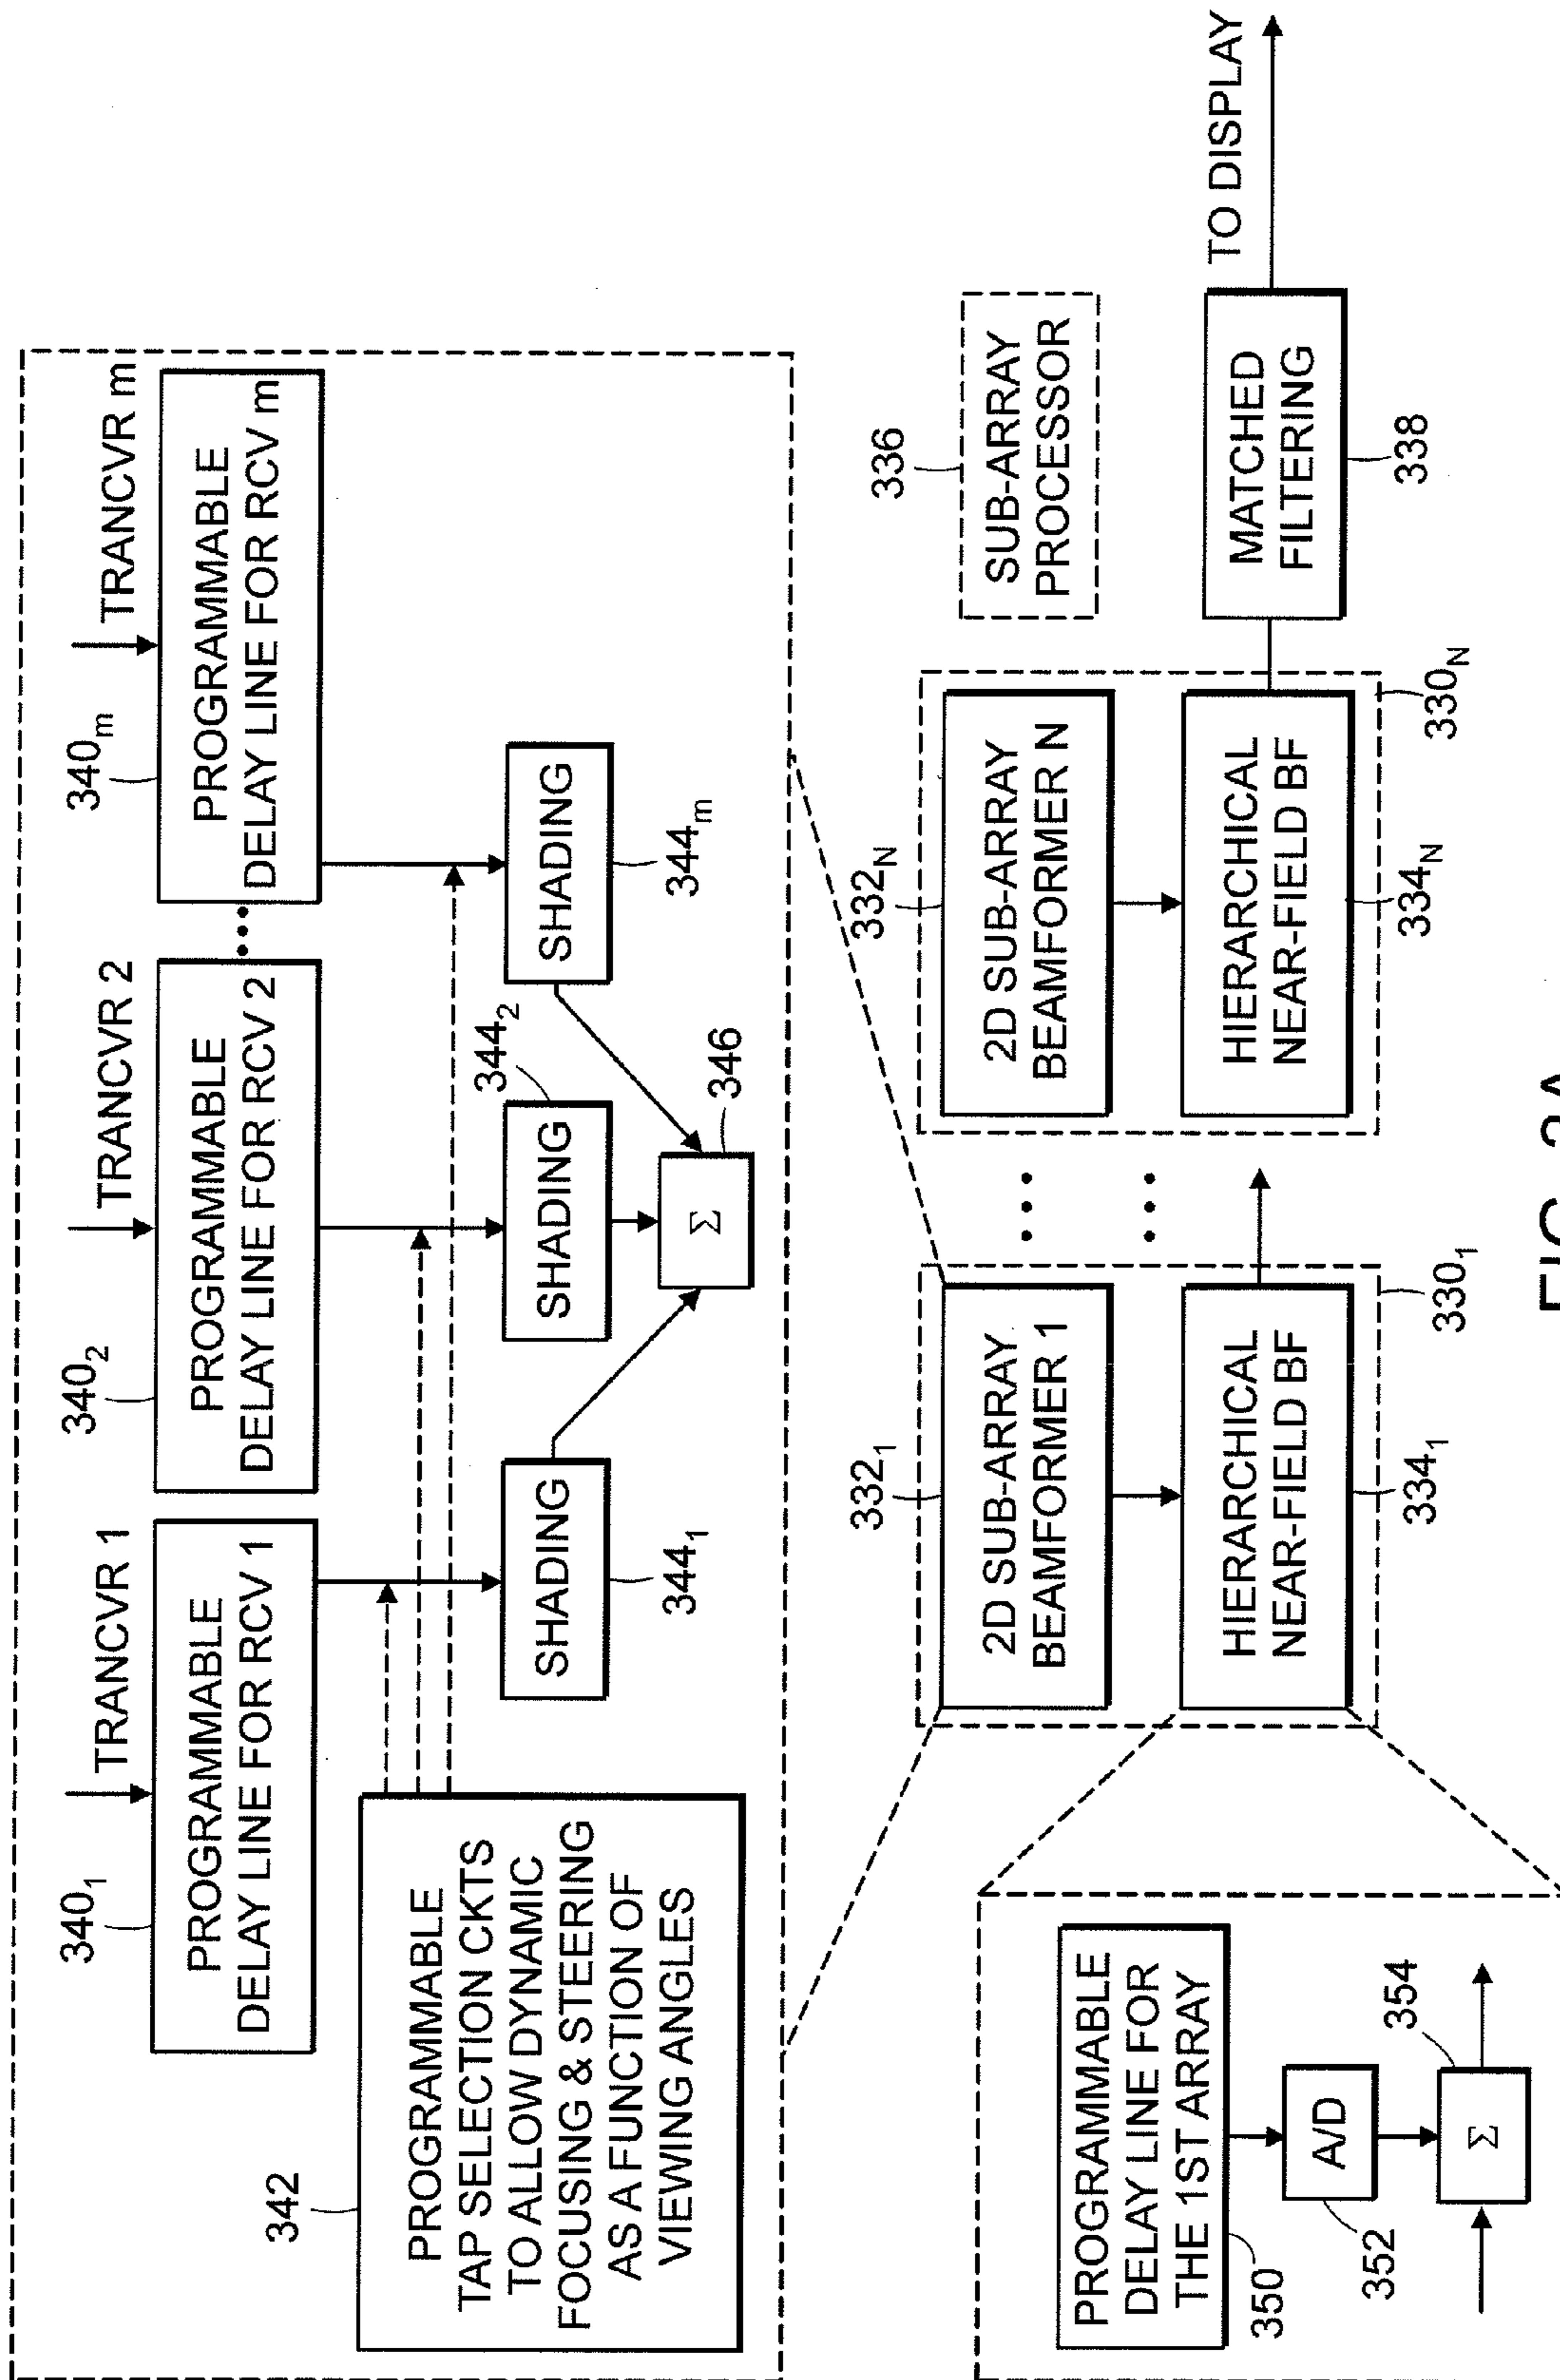 TRANCVR 1
TRANCVR 2
TRANCVR m
340₁
340₂
340ₘ
PROGRAMMABLE
DELAY LINE FOR RCV 1
PROGRAMMABLE
DELAY LINE FOR RCV 2
PROGRAMMABLE
DELAY LINE FOR RCV m
342
PROGRAMMABLE
TAP SELECTION CKTS
TO ALLOW DYNAMIC
FOCUSING & STEERING
AS A FUNCTION OF
VIEWING ANGLES
SHADING
344₁
SHADING
344₂
SHADING
344ₘ
Σ
346
332₁
2D SUB-ARRAY
BEAMFORMER 1
HIERARCHICAL
NEAR-FIELD BF
334₁
330₁
332_N
2D SUB-ARRAY
BEAMFORMER N
HIERARCHICAL
NEAR-FIELD BF
334_N
330_N
336
SUB-ARRAY
PROCESSOR
MATCHED
FILTERING
338
TO DISPLAY
PROGRAMMABLE
DELAY LINE FOR
THE 1ST ARRAY
350
A/D
352
Σ
354